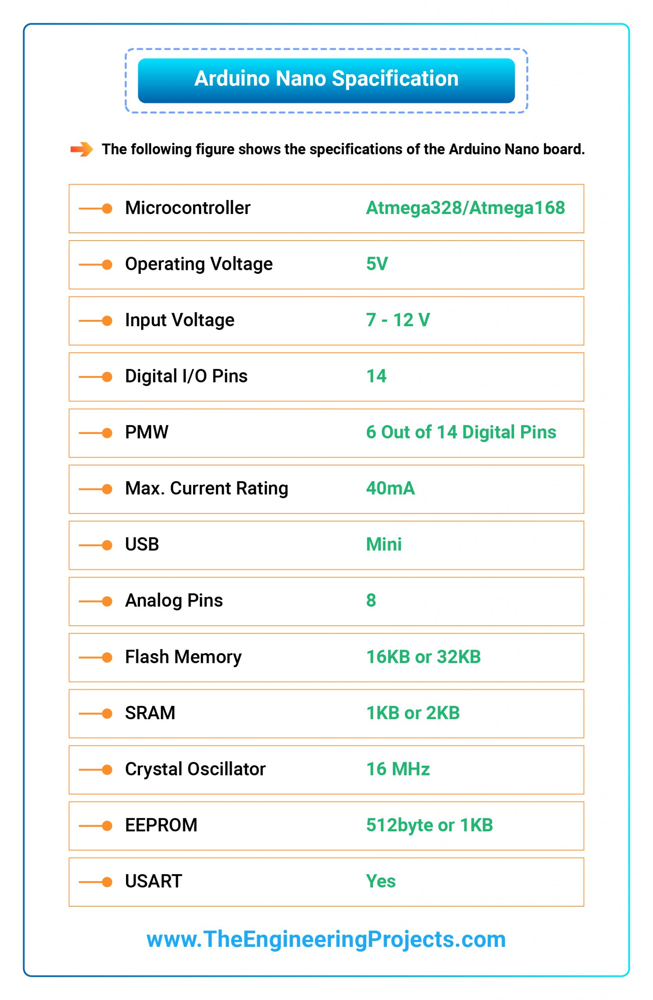 Arduino Nano Spacification
The following figure shows the specifications of the Arduino Nano board.
Microcontroller Atmega328/Atmega168
Operating Voltage 5V
Input Voltage 7 - 12 V
Digital I/O Pins 14
PMW 6 Out of 14 Digital Pins
Max. Current Rating 40mA
USB Mini
Analog Pins 8
Flash Memory 16KB or 32KB
SRAM 1KB or 2KB
Crystal Oscillator 16 MHz
EEPROM 512byte or 1KB
USART Yes
www.TheEngineeringProjects.com